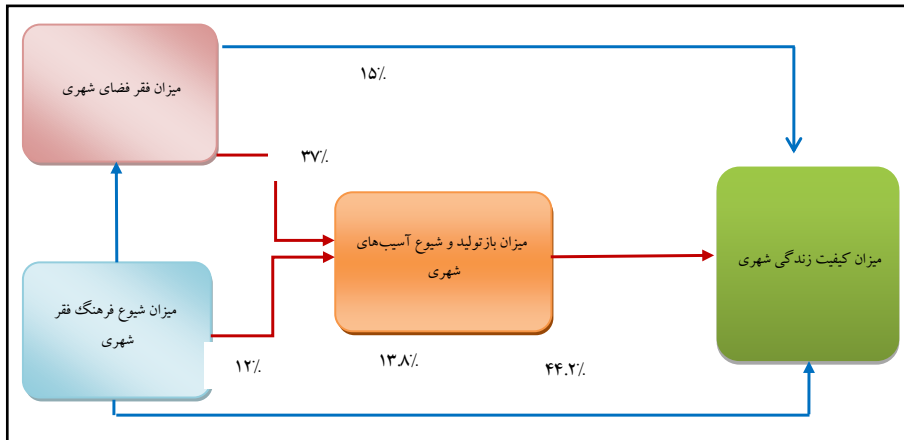 ۱۵٪
میزان فقر فضای شهری
۳۷٪
میزان بازتولید و شیوع آسیب‌های
شهری
میزان کیفیت زندگی شهری
میزان شیوع فرهنگ فقر
شهری
۱۲٪
۱۳.۸٪
۴۴.۲٪